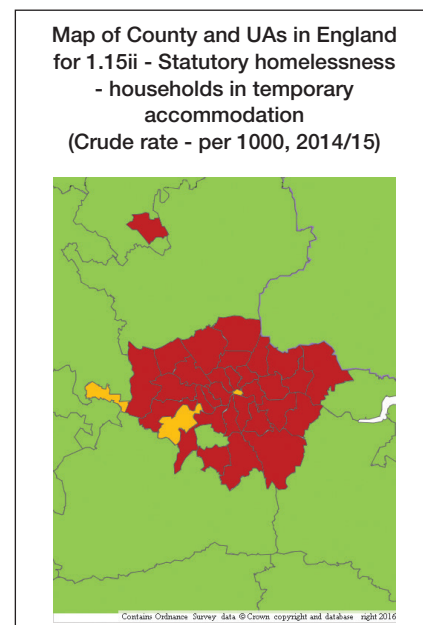 Map of County and UAs in England
for 1.15ii - Statutory homelessness
- households in temporary
accommodation
(Crude rate - per 1000, 2014/15)
Contains Ordnance Survey data © Crown copyright and database right 2016